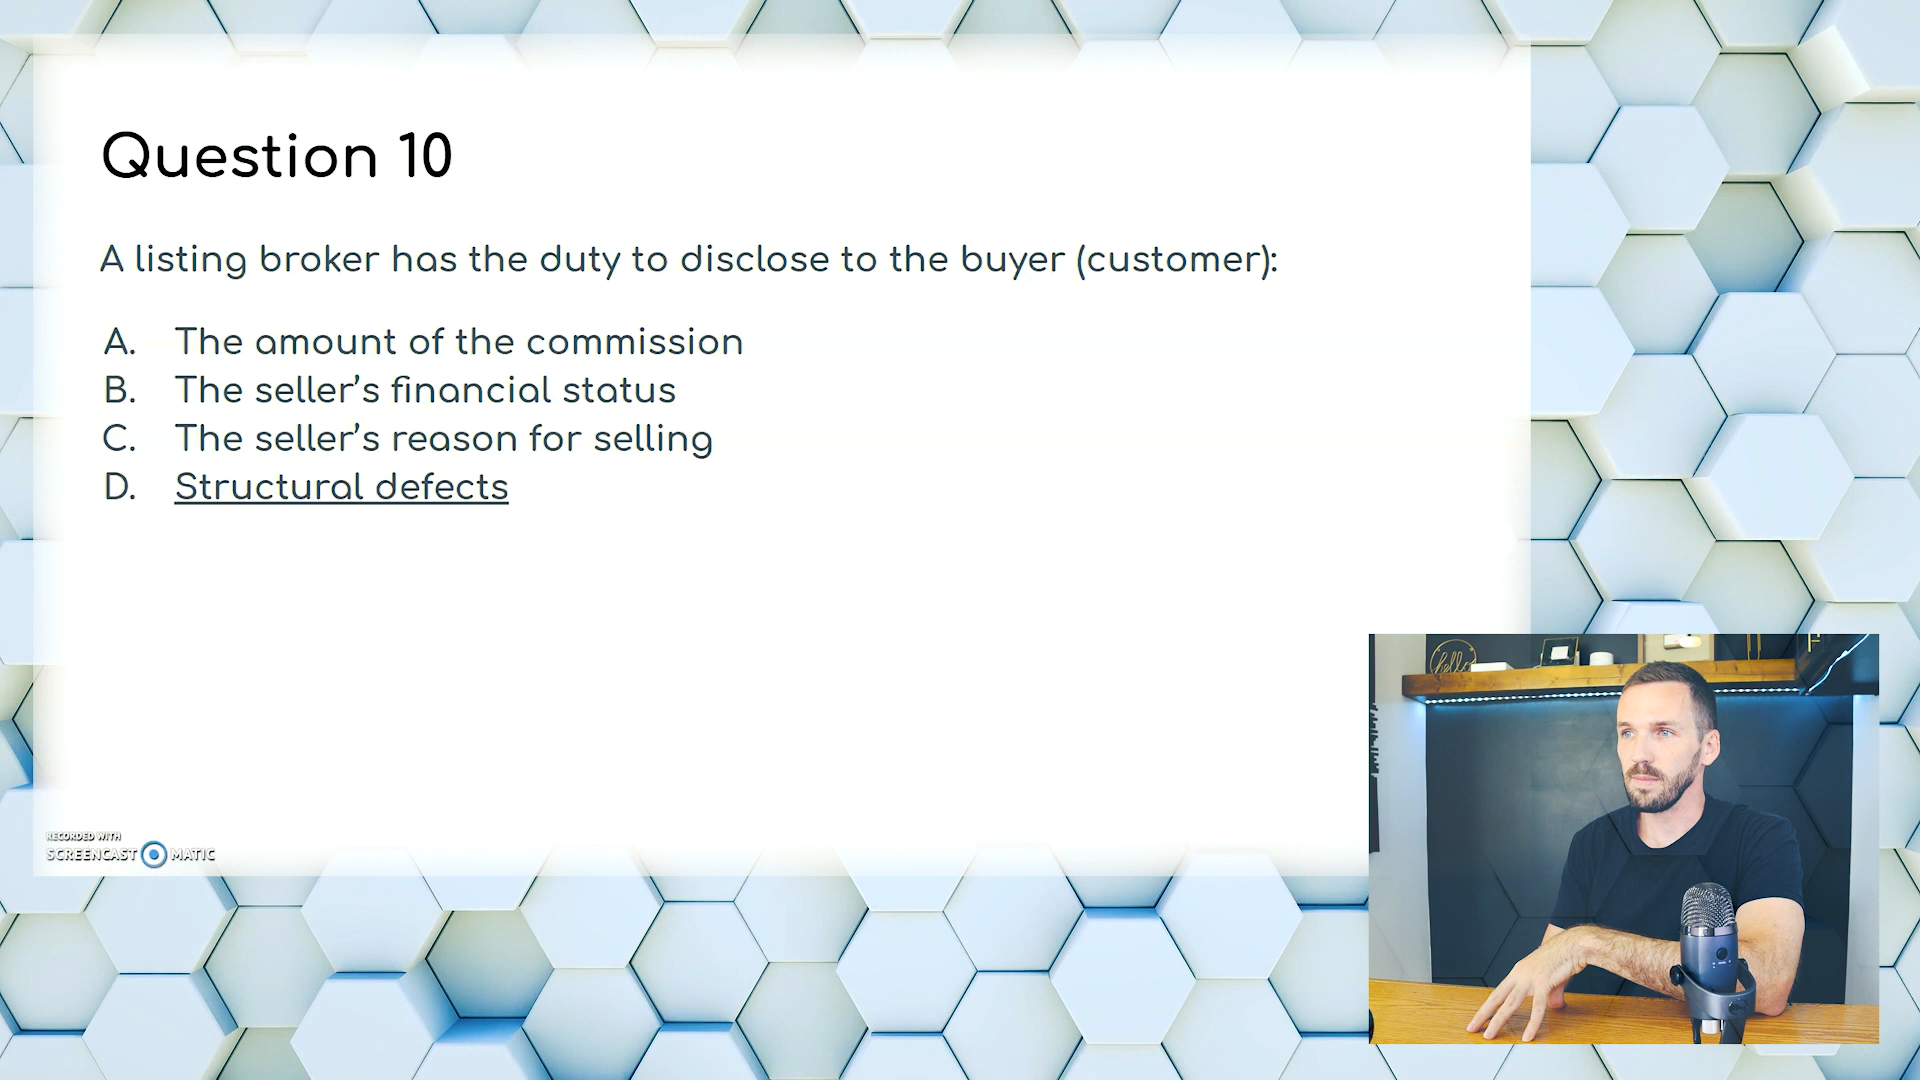 Question 10
A listing broker has the duty to disclose to the buyer (customer):
A. The amount of the commission
B. The seller’s financial status
C. The seller’s reason for selling
D. Structural defects
hello
RECORDED WITH
SCREENCAST MATIC